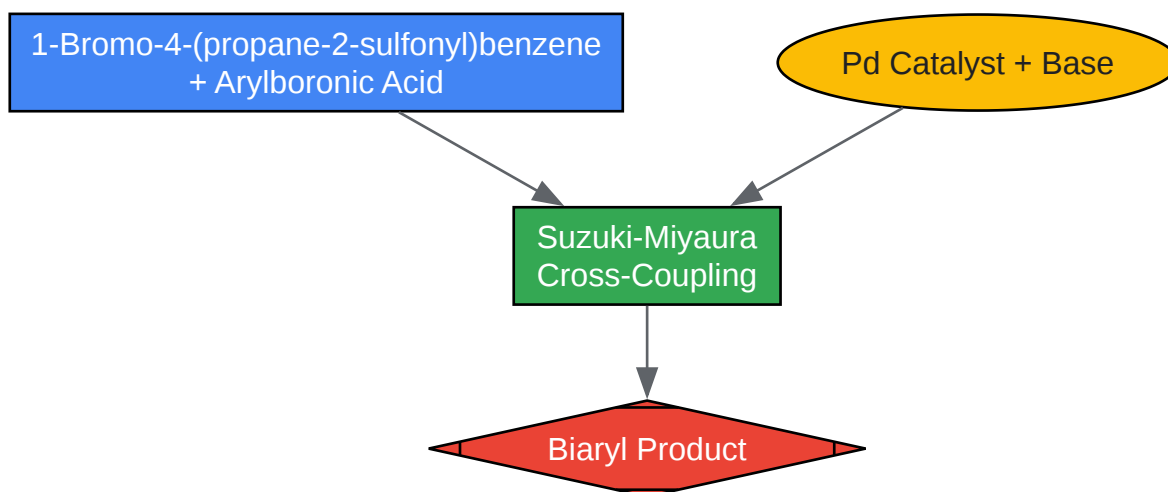 1-Bromo-4-(propane-2-sulfonyl)benzene
+ Arylboronic Acid
Pd Catalyst + Base
Suzuki-Miyaura
Cross-Coupling
Biaryl Product